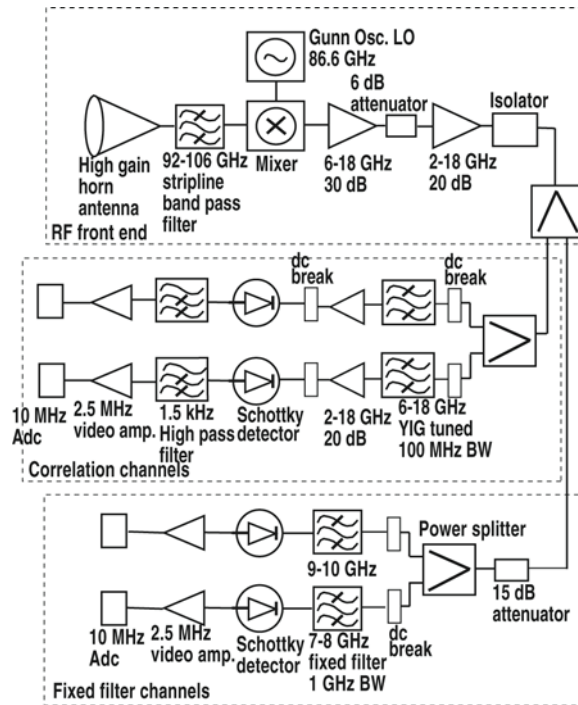 Gunn Osc. LO
86.6 GHz
6 dB
attenuator
Isolator
High gain
horn
antenna
92-106 GHz
stripline
band pass
filter
Mixer
6-18 GHz
30 dB
2-18 GHz
20 dB
RF front end
dc
break
dc
break
10 MHz
Adc
2.5 MHz
video amp.
1.5 kHz
High pass
filter
Schottky
detector
2-18 GHz
20 dB
6-18 GHz
YIG tuned
100 MHz BW
Correlation channels
Power splitter
9-10 GHz
15 dB
attenuator
10 MHz
Adc
2.5 MHz
video amp.
Schottky
detector
7-8 GHz
fixed filter
1 GHz BW
dc
break
Fixed filter channels